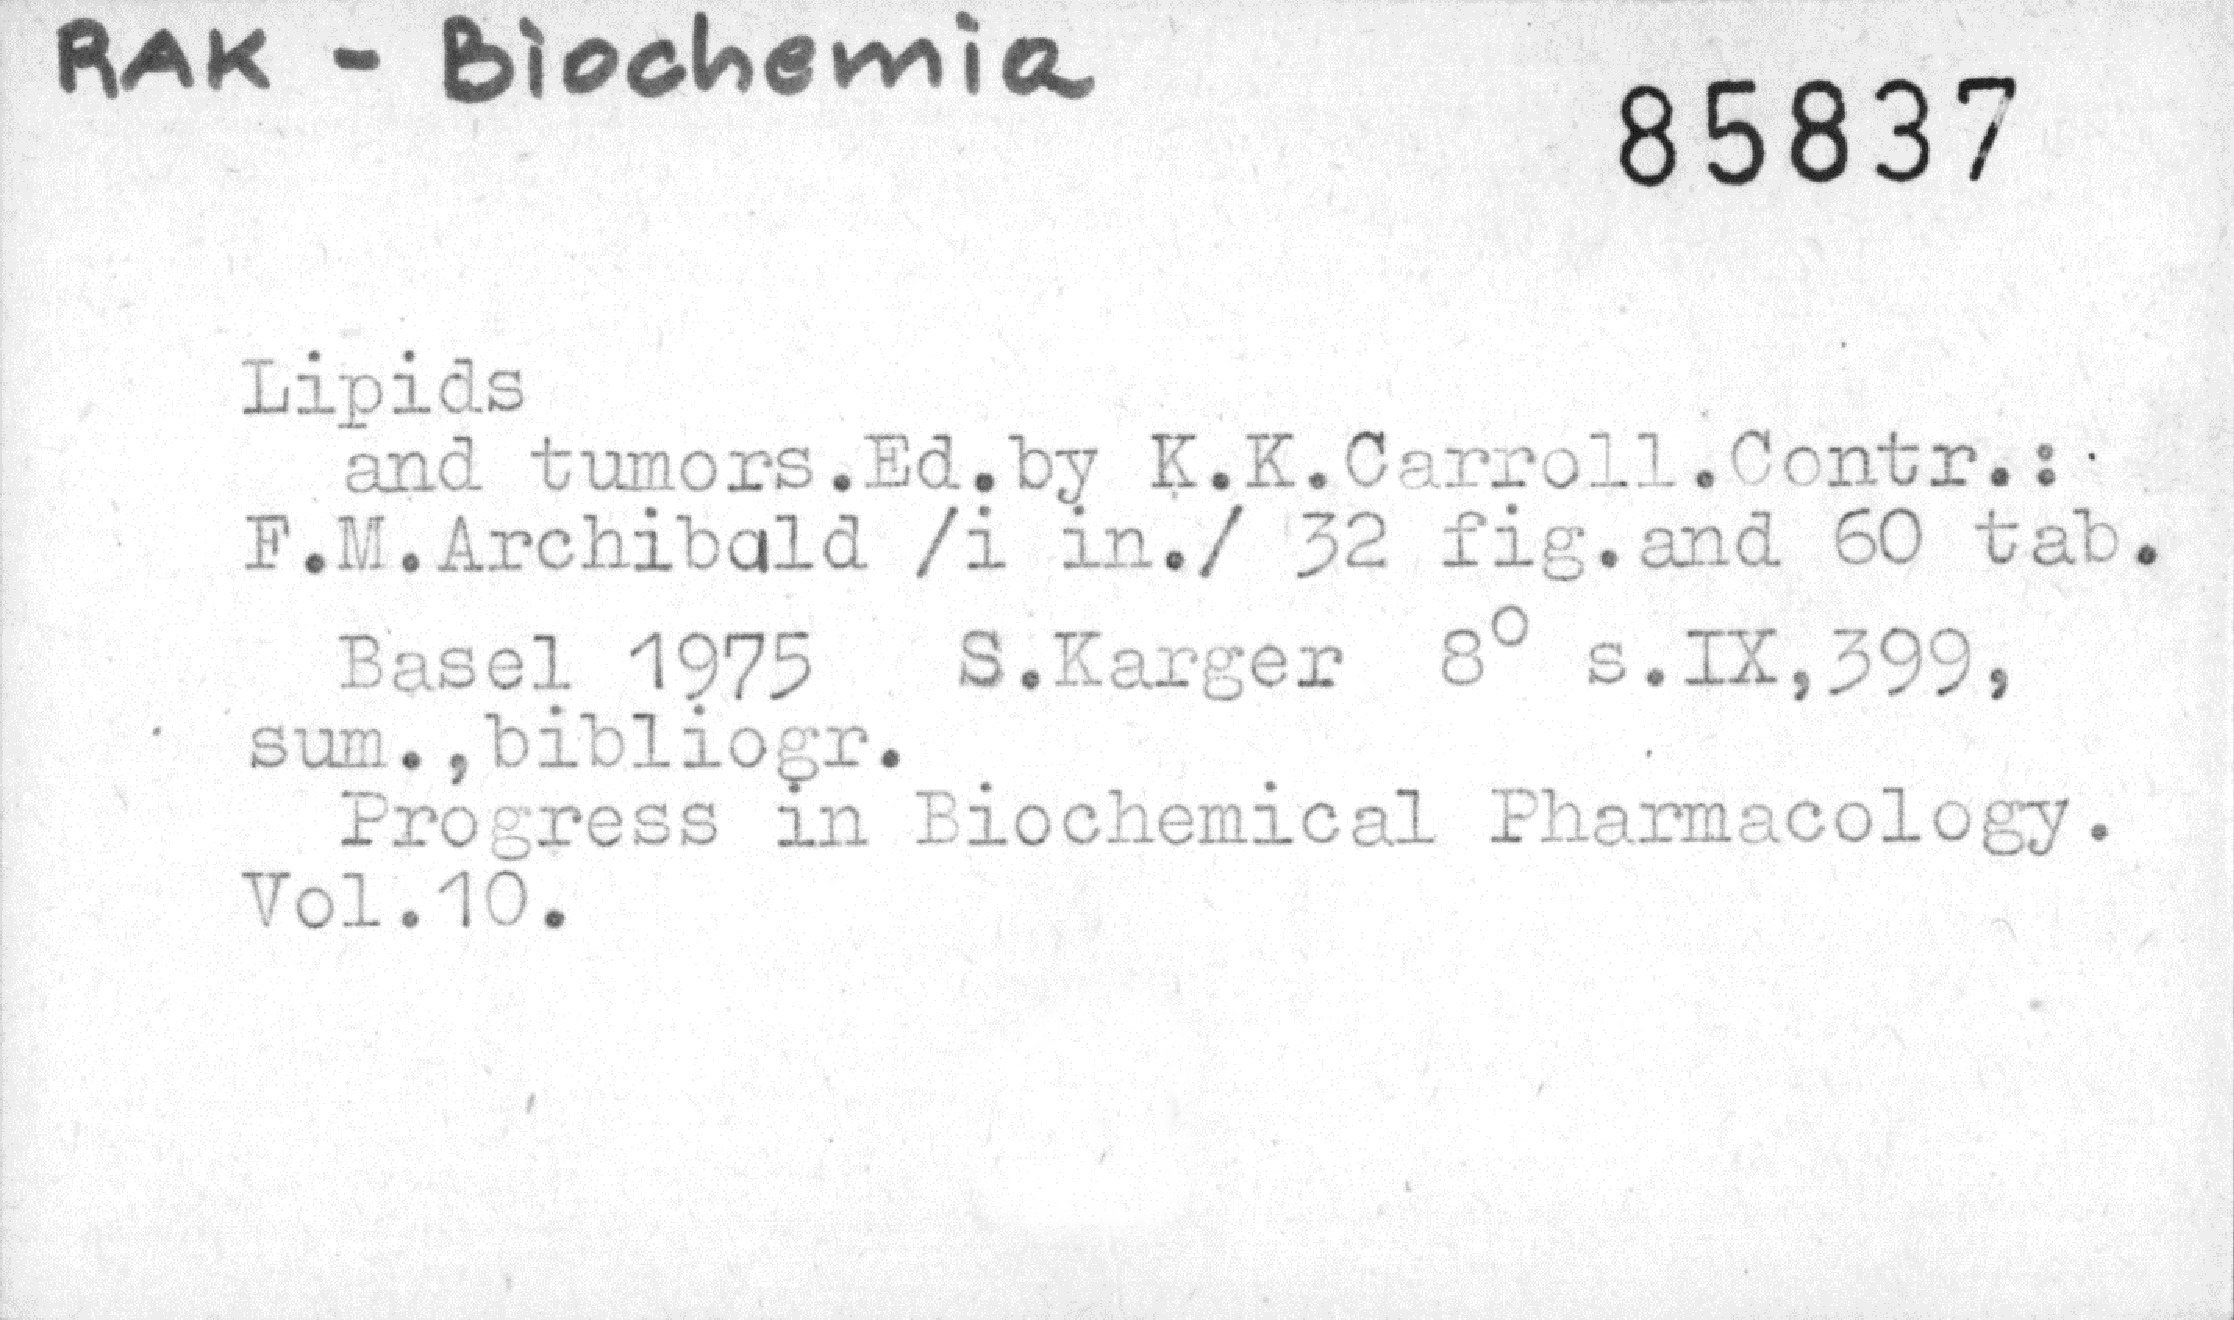 RAK - Biochemia
85837
Lipids
and tumors.Ed.by K.K.Carroll.Contr.:
F.M.Archibald /i in./ 32 fig.and 60 tab.
Basel 1975 S.Karger 8° s.IX,399,
sum.,bibliogr.
Progress in Biochemical Pharmacology.
Vol.10.